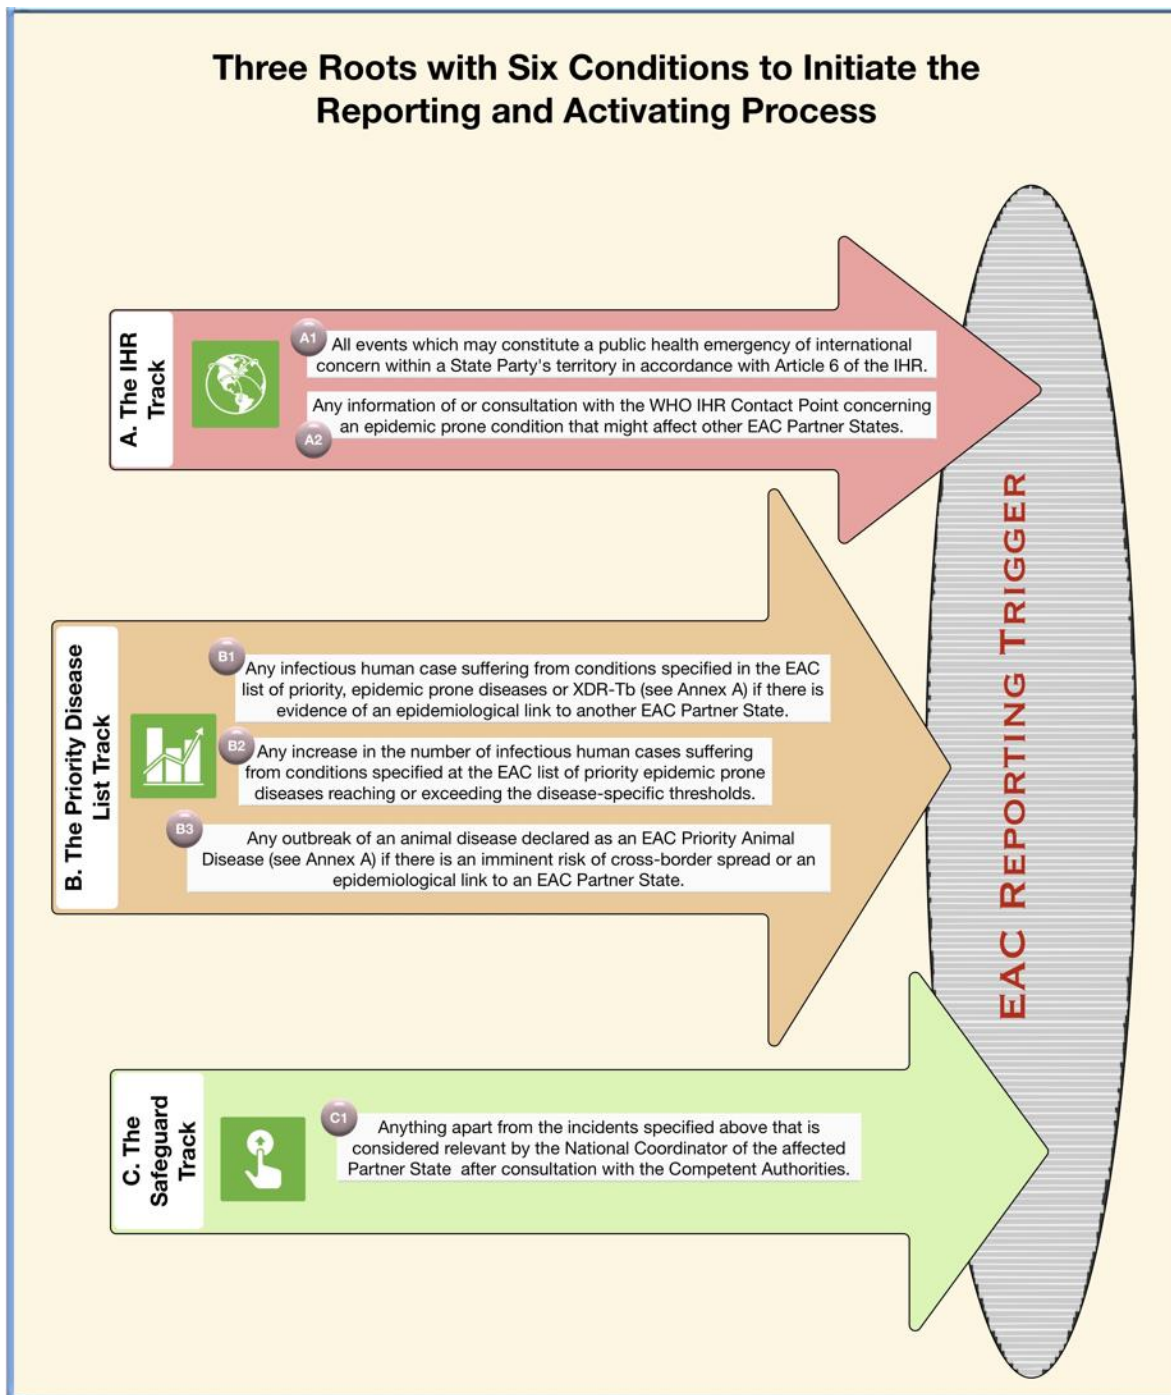 Three Roots with Six Conditions to Initiate the
Reporting and Activating Process
A. The IHR
Track
A1
All events which may constitute a public health emergency of international
concern within a State Party's territory in accordance with Article 6 of the IHR.
Any information of or consultation with the WHO IHR Contact Point concerning
an epidemic prone condition that might affect other EAC Partner States.
A2
B. The Priority Disease
List Track
B1
Any infectious human case suffering from conditions specified in the EAC
list of priority, epidemic prone diseases or XDR-Tb (see Annex A) if there is
evidence of an epidemiological link to another EAC Partner State.
B2
Any increase in the number of infectious human cases suffering
from conditions specified at the EAC list of priority epidemic prone
diseases reaching or exceeding the disease-specific thresholds.
B3
Any outbreak of an animal disease declared as an EAC Priority Animal
Disease (see Annex A) if there is an imminent risk of cross-border spread or an
epidemiological link to an EAC Partner State.
C. The
Safeguard
Track
C1
Anything apart from the incidents specified above that is
considered relevant by the National Coordinator of the affected
Partner State after consultation with the Competent Authorities.
EAC REPORTING TRIGGER